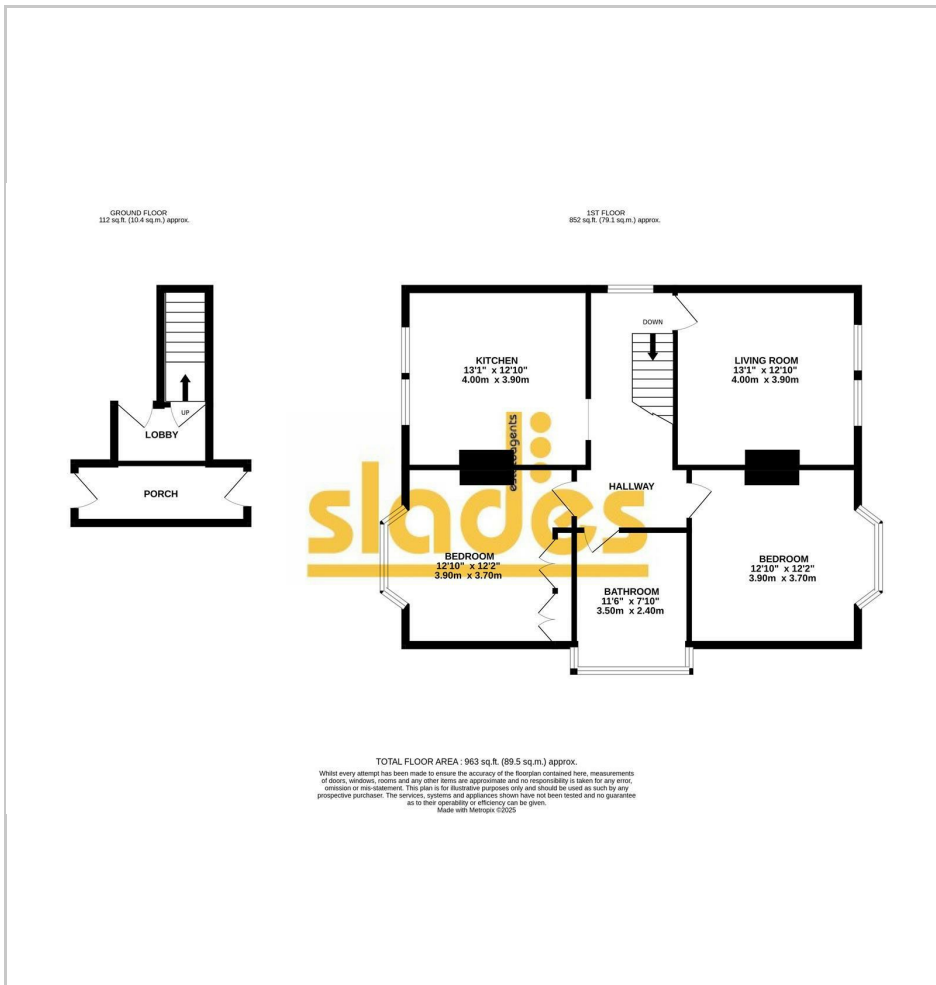 GROUND FLOOR
112 sq.ft. (10.4 sq.m.) approx.
1ST FLOOR
852 sq.ft. (79.1 sq.m.) approx.
UP
LOBBY
PORCH
KITCHEN
13'1" x 12'10"
4.00m x 3.90m
DOWN
LIVING ROOM
13'1" x 12'10"
4.00m x 3.90m
HALLWAY
BEDROOM
12'10" x 12'2"
3.90m x 3.70m
BATHROOM
11'6" x 7'10"
3.50m x 2.40m
BEDROOM
12'10" x 12'2"
3.90m x 3.70m
slades
estateagents
TOTAL FLOOR AREA : 963 sq.ft. (89.5 sq.m.) approx.
Whilst every attempt has been made to ensure the accuracy of the floorplan contained here, measurements
of doors, windows, rooms and any other items are approximate and no responsibility is taken for any error,
omission or mis-statement. This plan is for illustrative purposes only and should be used as such by any
prospective purchaser. The services, systems and appliances shown have not been tested and no guarantee
as to their operability or efficiency can be given.
Made with Metropix ©2025